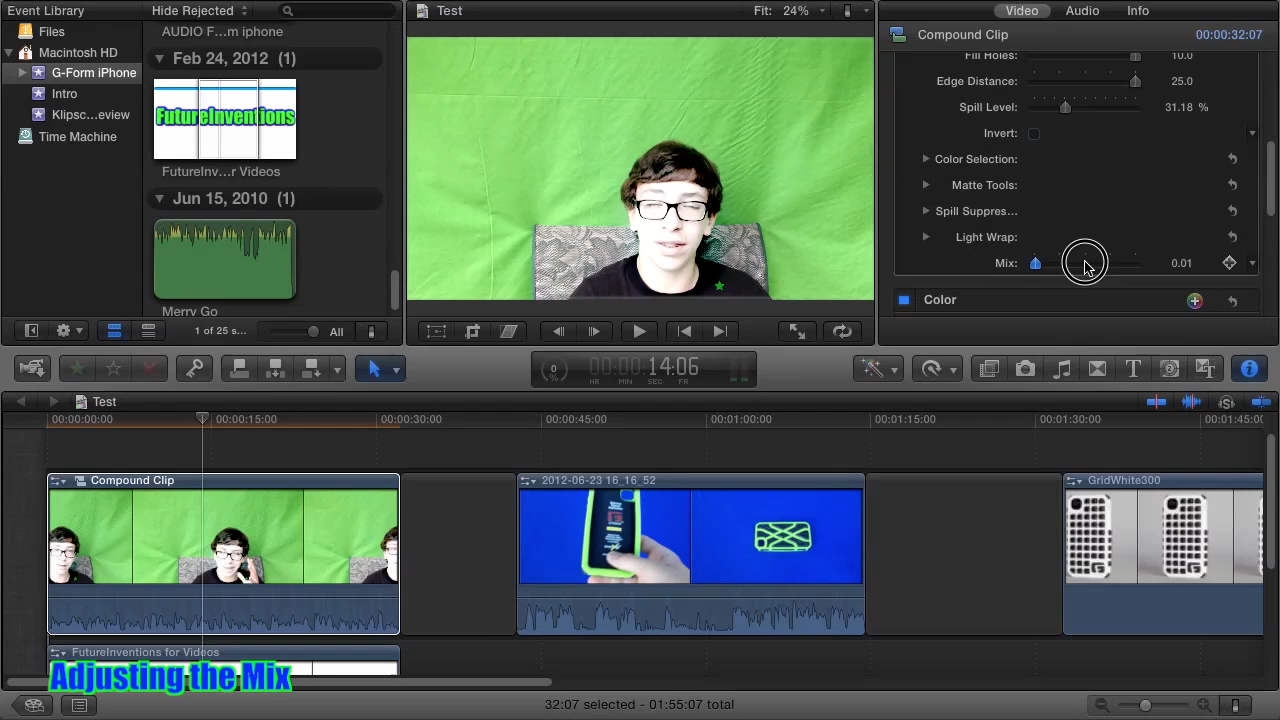 Event Library
Hide Rejected
Test
Fit: 24%
Video
Audio
Info
Files
Macintosh HD
G-Form iPhone
Intro
Klipsc...eview
Time Machine
AUDIO F...m iphone
Feb 24, 2012 (1)
FutureInventions
FutureInv...r Videos
Jun 15, 2010 (1)
Merry Go
1 of 25 s...
All
Compound Clip
00:00:32:07
Fill Holes:
10.0
Edge Distance:
25.0
Spill Level:
31.18 %
Invert:
Color Selection:
Matte Tools:
Spill Suppres...
Light Wrap:
Mix:
0.01
Color
0
%
00:00:14:06
HR MIN SEC FR
Test
00:00:00:00
00:00:15:00
00:00:30:00
00:00:45:00
00:01:00:00
00:01:15:00
00:01:30:00
00:01:45:00
Compound Clip
2012-06-23 16_16_52
GridWhite300
FutureInventions for Videos
Adjusting the Mix
32:07 selected - 01:55:07 total